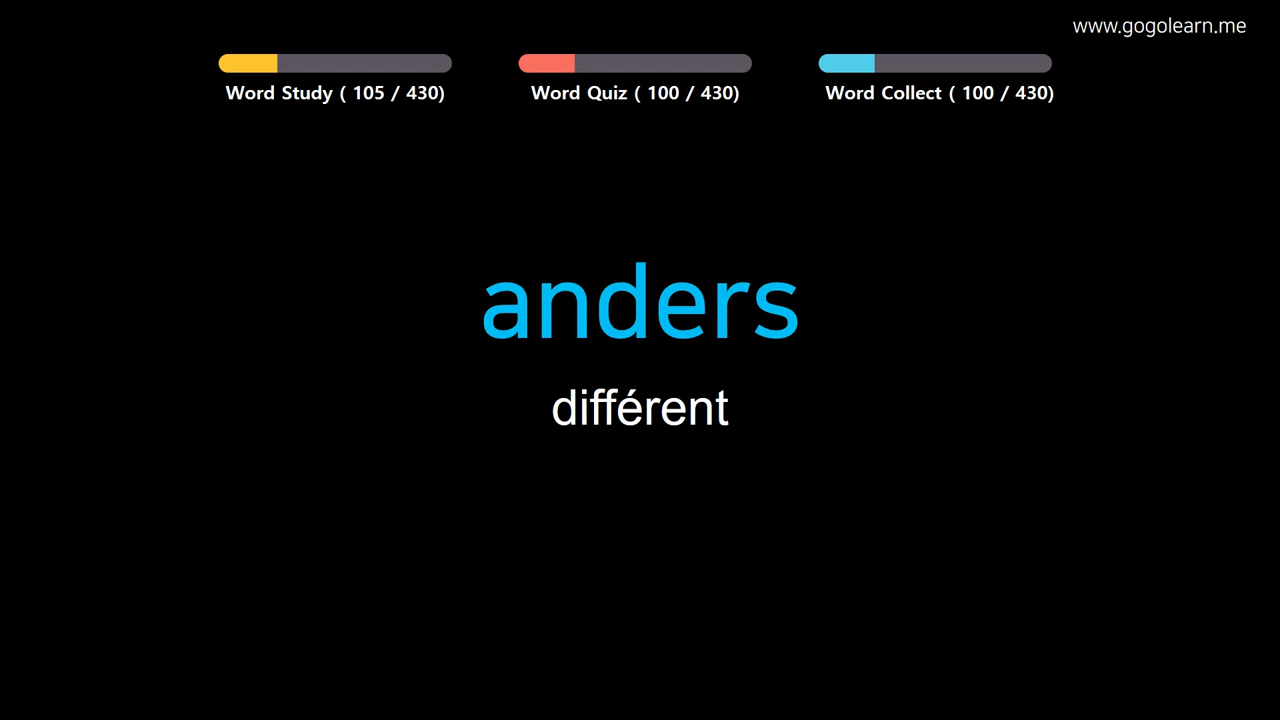 www.gogolearn.me
Word Study ( 105 / 430)
Word Quiz ( 100 / 430)
Word Collect ( 100 / 430)
anders
différent